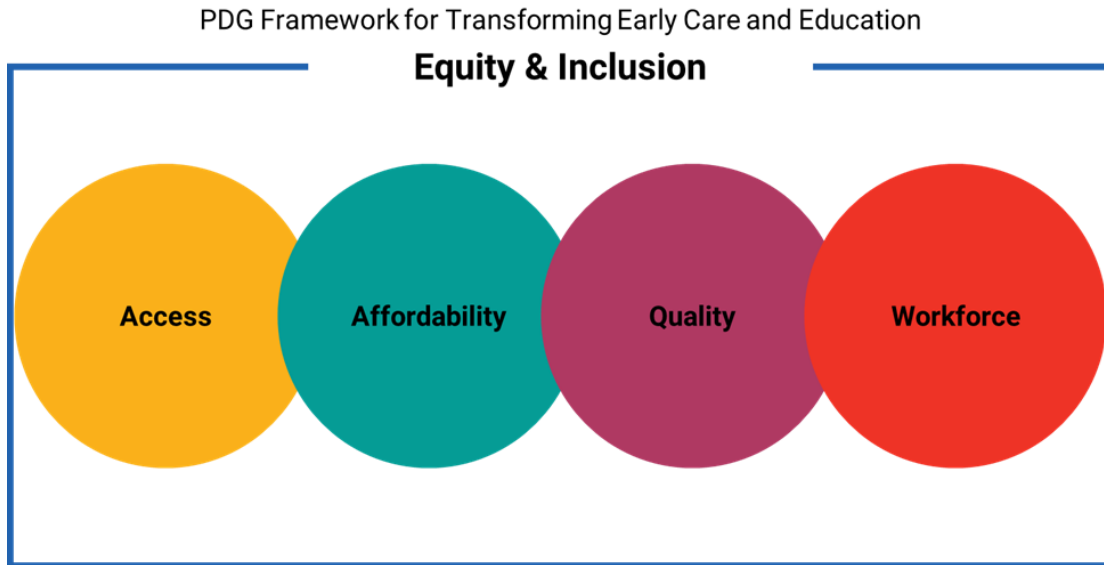 PDG Framework for Transforming Early Care and Education
Equity & Inclusion
Access
Affordability
Quality
Workforce